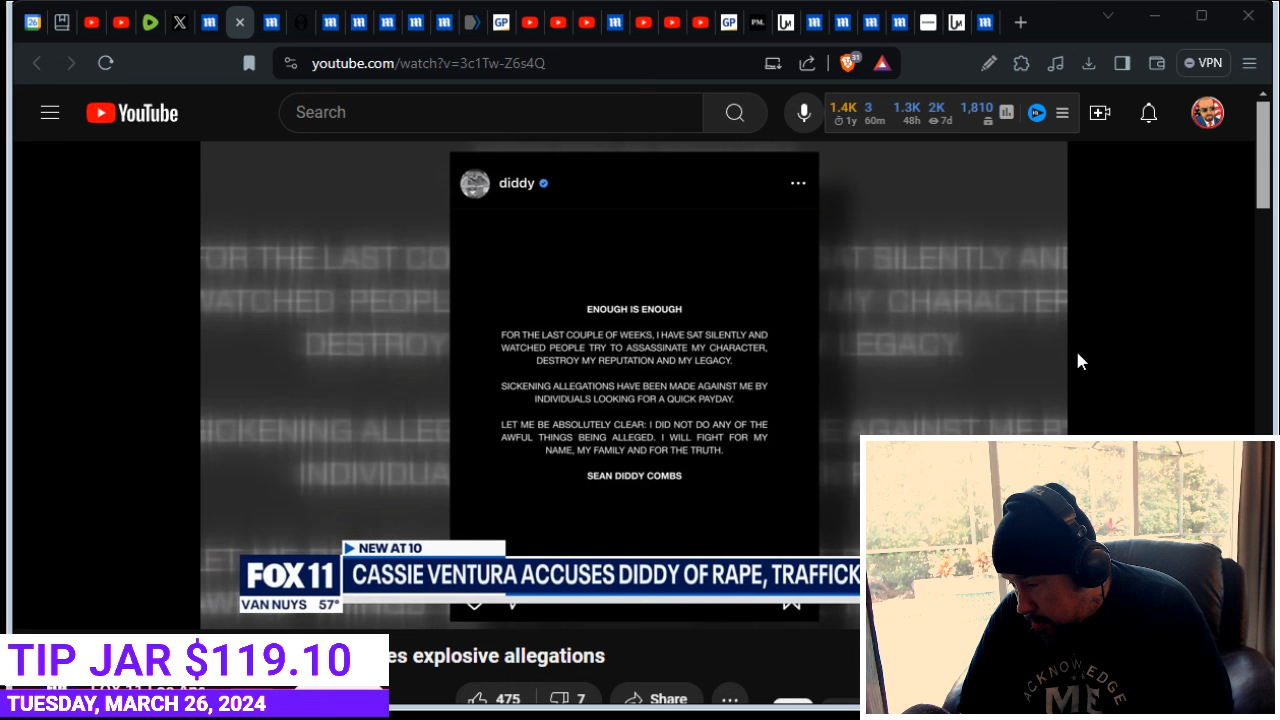 youtube.com/watch?v=3c1Tw-Z6s4Q
VPN
YouTube
Search
1.4K 3 1.3K 2K 1,810
1y 60m 48h 7d
diddy
ENOUGH IS ENOUGH
FOR THE LAST COUPLE OF WEEKS, I HAVE SAT SILENTLY AND
WATCHED PEOPLE TRY TO ASSASSINATE MY CHARACTER,
DESTROY MY REPUTATION AND MY LEGACY.
SICKENING ALLEGATIONS HAVE BEEN MADE AGAINST ME BY
INDIVIDUALS LOOKING FOR A QUICK PAYDAY.
LET ME BE ABSOLUTELY CLEAR: I DID NOT DO ANY OF THE
AWFUL THINGS BEING ALLEGED. I WILL FIGHT FOR MY
NAME, MY FAMILY AND FOR THE TRUTH.
SEAN DIDDY COMBS
NEW AT 10
FOX 11
CASSIE VENTURA ACCUSES DIDDY OF RAPE, TRAFFICK
VAN NUYS 57°
TIP JAR $119.10
es explosive allegations
475 7 Share
TUESDAY, MARCH 26, 2024
ACKNOWLEDGE
ME